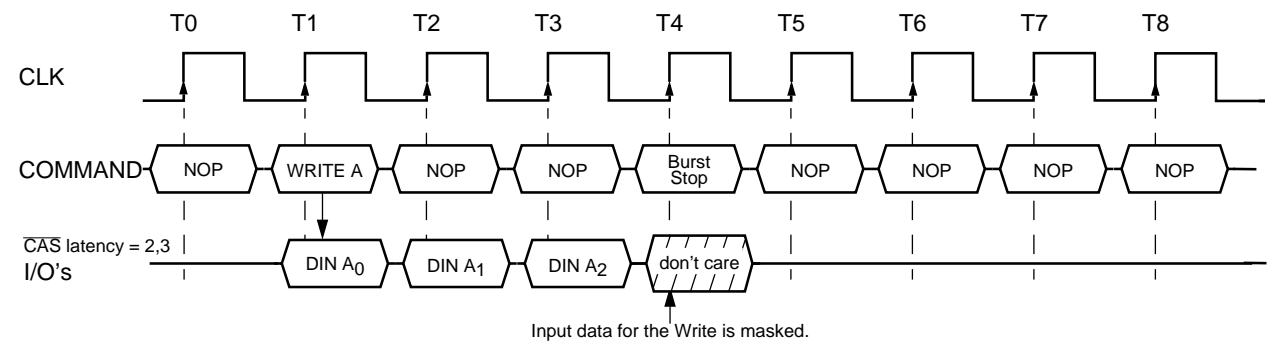 T0 T1 T2 T3 T4 T5 T6 T7 T8
CLK
COMMAND NOP WRITE A NOP NOP Burst Stop NOP NOP NOP NOP
CAS latency = 2,3
I/O's DIN A0 DIN A1 DIN A2 don't care
Input data for the Write is masked.